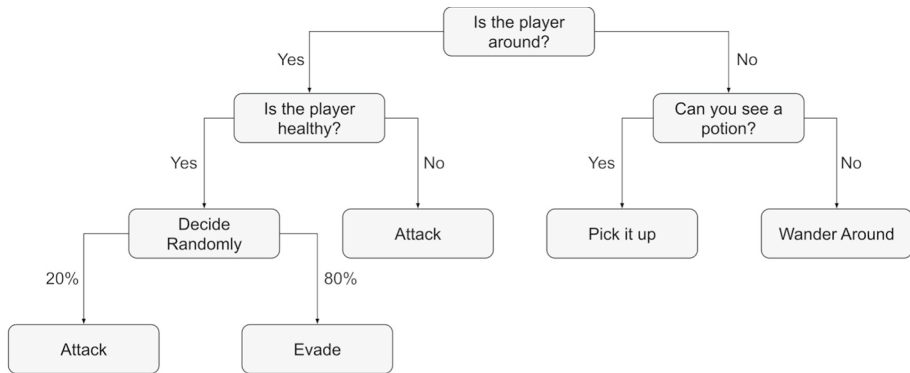 Is the player
around?
Yes
No
Is the player
healthy?
Can you see a
potion?
Yes
No
Yes
No
Decide
Randomly
Attack
Pick it up
Wander Around
20%
80%
Attack
Evade